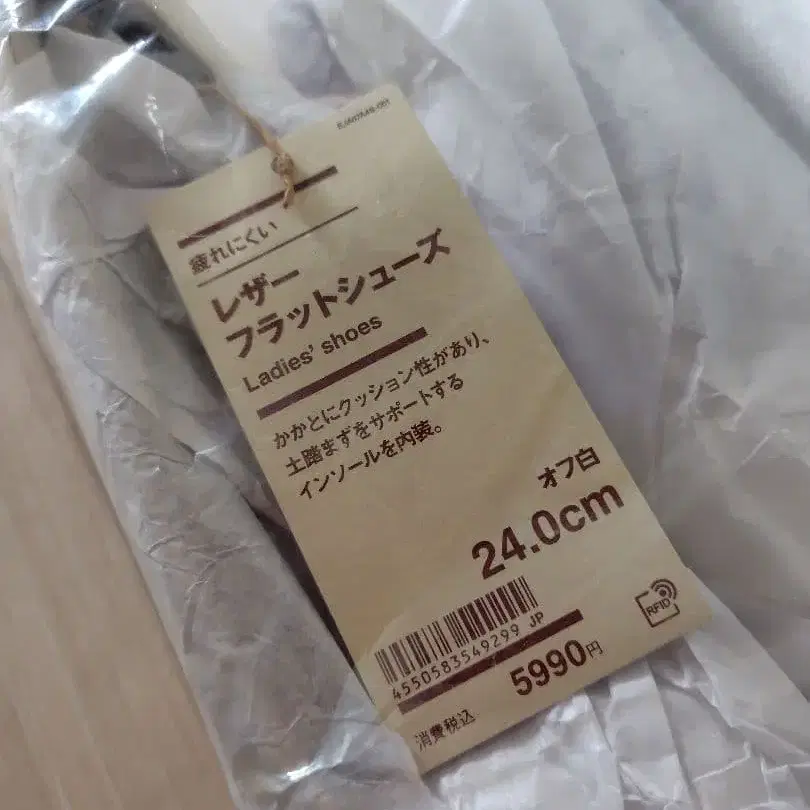 疲れにくい
レザー
フラットシューズ
Ladies' shoes
かかとにクッション性があり、
土踏まずをサポートする
インソールを内装。
オフ白
24.0cm
4550583549299 JP
RFID
5990円
消費税込